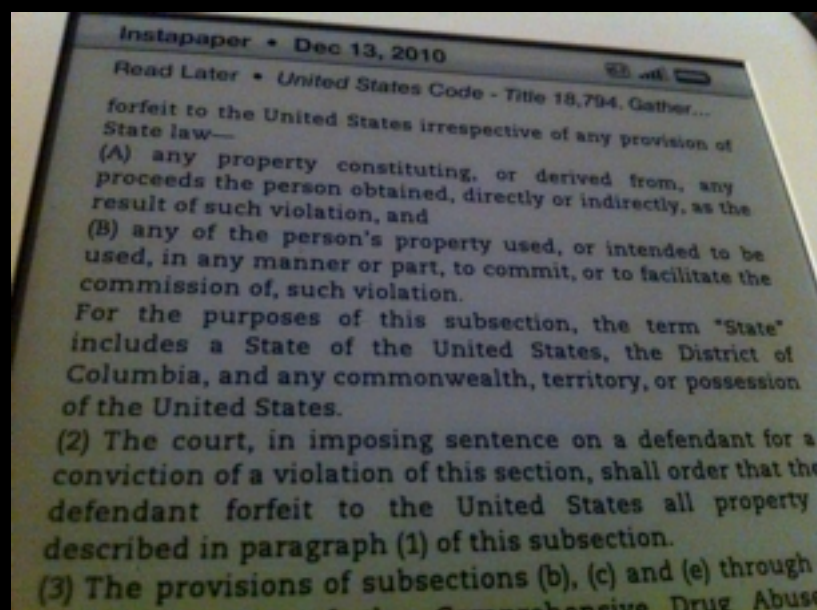 Instapaper • Dec 13, 2010
Read Later • United States Code - Title 18,794. Gather...
forfeit to the United States irrespective of any provision of
State law—
(A) any property constituting, or derived from, any
proceeds the person obtained, directly or indirectly, as the
result of such violation, and
(B) any of the person's property used, or intended to be
used, in any manner or part, to commit, or to facilitate the
commission of, such violation.
For the purposes of this subsection, the term "State"
includes a State of the United States, the District of
Columbia, and any commonwealth, territory, or possession
of the United States.
(2) The court, in imposing sentence on a defendant for a
conviction of a violation of this section, shall order that the
defendant forfeit to the United States all property
described in paragraph (1) of this subsection.
(3) The provisions of subsections (b), (c) and (e) through
Comprehensive Drug Abuse